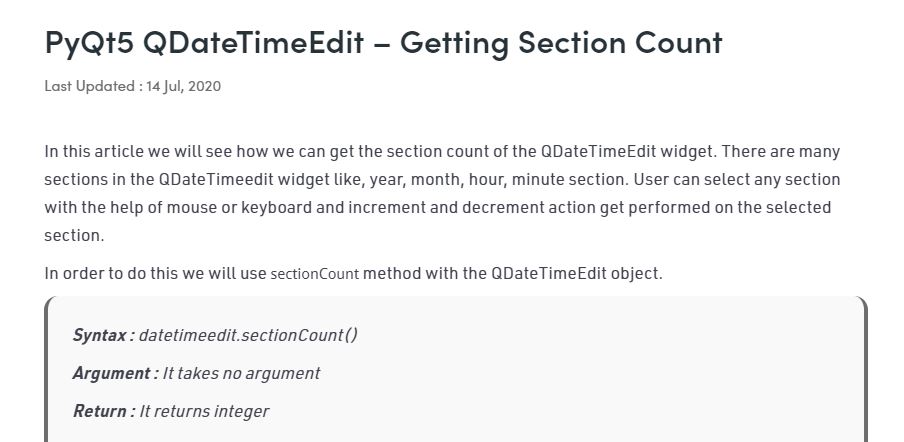 PyQt5 QDateTimeEdit – Getting Section Count
Last Updated : 14 Jul, 2020
In this article we will see how we can get the section count of the QDateTimeEdit widget. There are many
sections in the QDateTimeedit widget like, year, month, hour, minute section. User can select any section
with the help of mouse or keyboard and increment and decrement action get performed on the selected
section.
In order to do this we will use sectionCount method with the QDateTimeEdit object.
Syntax : datetimeedit.sectionCount()
Argument : It takes no argument
Return : It returns integer